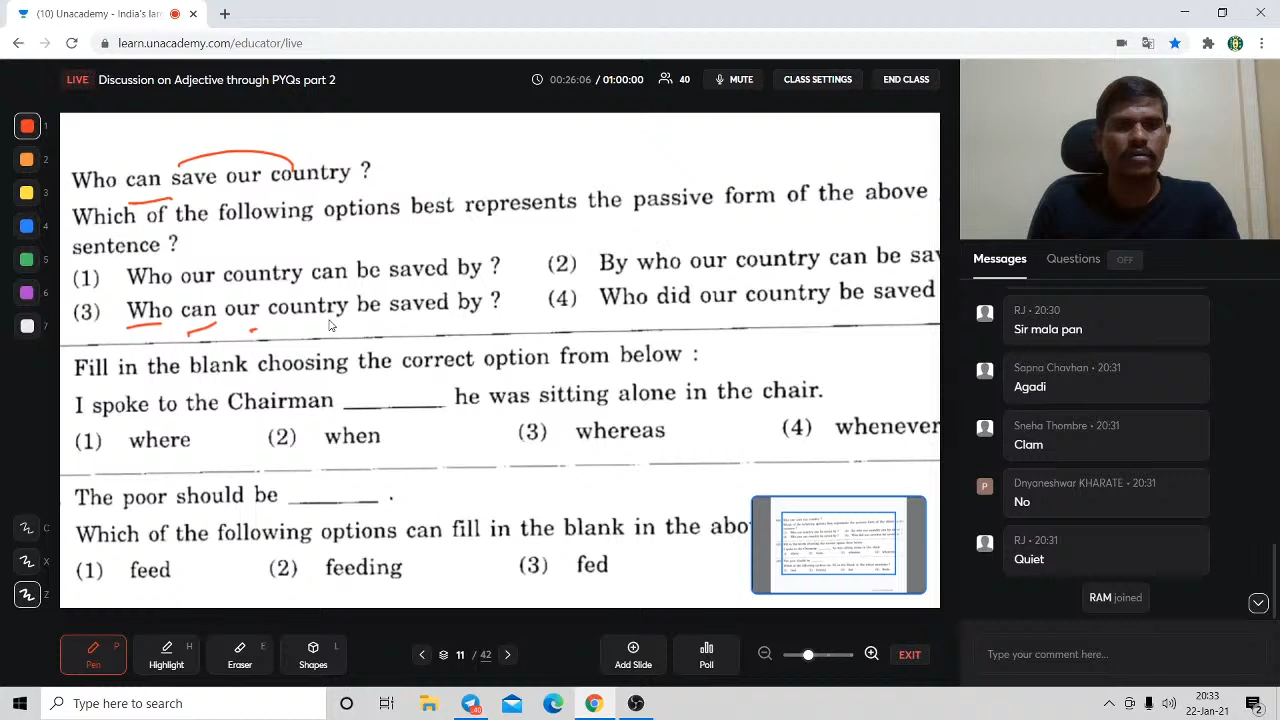 (10) Unacademy - India's lar
learn.unacademy.com/educator/live
LIVE Discussion on Adjective through PYQs part 2 00:26:06 / 01:00:00 40 MUTE CLASS SETTINGS END CLASS
1
2
3
4
5
6
7
C
X
Z
Who can save our country ?
Which of the following options best represents the passive form of the above
sentence ?
(1) Who our country can be saved by ? (2) By who our country can be sav
(3) Who can our country be saved by ? (4) Who did our country be saved
Fill in the blank choosing the correct option from below :
I spoke to the Chairman ________ he was sitting alone in the chair.
(1) where (2) when (3) whereas (4) whenever
The poor should be ________ .
Which of the following options can fill in the blank in the abo
(1) feed (2) feeding (3) fed
Messages Questions OFF
RJ • 20:30
Sir mala pan
Sapna Chavhan • 20:31
Agadi
Sneha Thombre • 20:31
Clam
P Dnyaneshwar KHARATE • 20:31
No
RJ • 20:31
Ceaser
RAM joined
Type your comment here...
P Pen H Highlight E Eraser L Shapes 11 / 42 Add Slide Poll EXIT
Type here to search
20:33
22-Jan-21
2